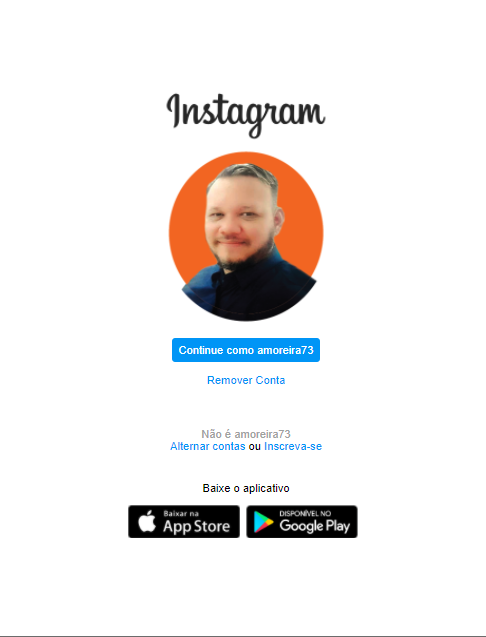 Instagram
Continue como amoreira73
Remover Conta
Não é amoreira73
Alternar contas ou Inscreva-se
Baixe o aplicativo
Baixar na
App Store
DISPONÍVEL NO
Google Play